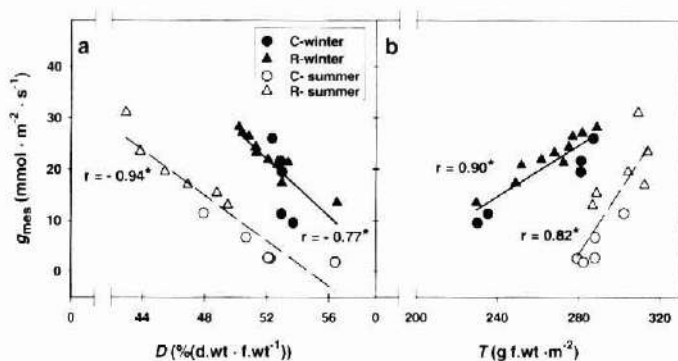 a
C-winter
R-winter
C- summer
R- summer
b
g_mes (mmol · m⁻² · s⁻¹)
40
30
20
10
0
r = - 0.94*
r = - 0.77*
r = 0.90*
r = 0.82*
0 44 48 52 56 0
200 240 280 320
D (%(d.wt · f.wt⁻¹))
T (g f.wt · m⁻²)